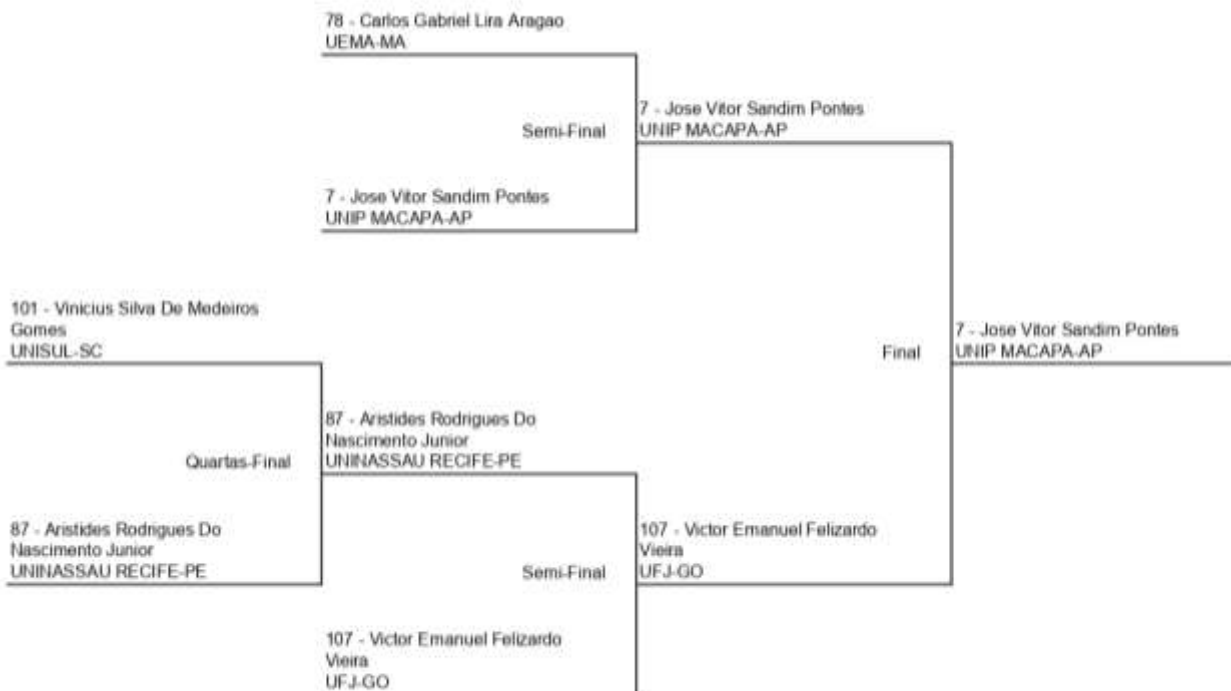 78 - Carlos Gabriel Lira Aragao
UEMA-MA
Semi-Final
7 - Jose Vitor Sandim Pontes
UNIP MACAPA-AP
7 - Jose Vitor Sandim Pontes
UNIP MACAPA-AP
101 - Vinicius Silva De Medeiros
Gomes
UNISUL-SC
Final
7 - Jose Vitor Sandim Pontes
UNIP MACAPA-AP
Quartas-Final
87 - Aristides Rodrigues Do
Nascimento Junior
UNINASSAU RECIFE-PE
87 - Aristides Rodrigues Do
Nascimento Junior
UNINASSAU RECIFE-PE
Semi-Final
107 - Victor Emanuel Felizardo
Vieira
UFJ-GO
107 - Victor Emanuel Felizardo
Vieira
UFJ-GO